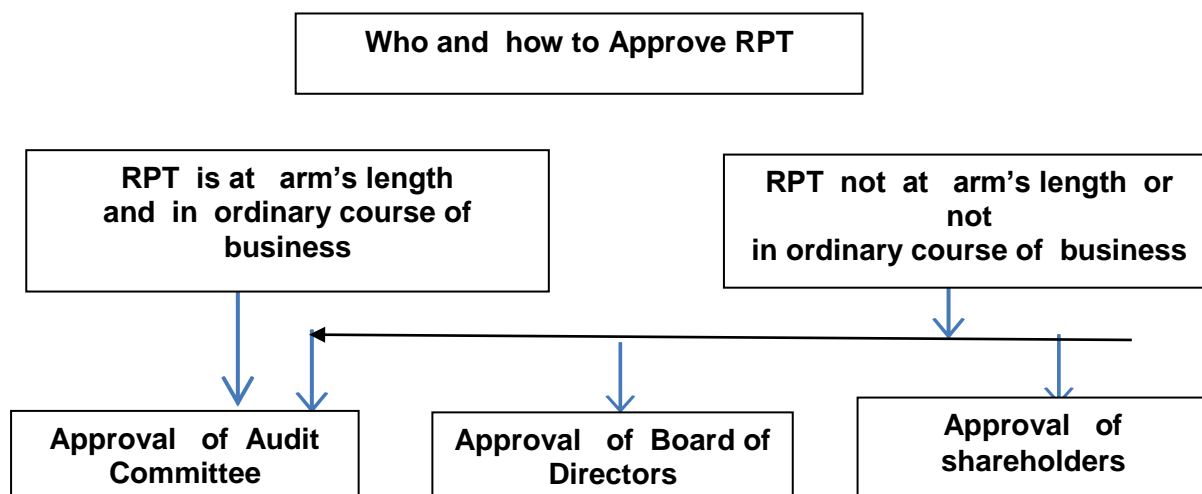 Who and how to Approve RPT
RPT is at arm's length
and in ordinary course of
business
RPT not at arm's length or
not
in ordinary course of business
Approval of Audit
Committee
Approval of Board of
Directors
Approval of
shareholders